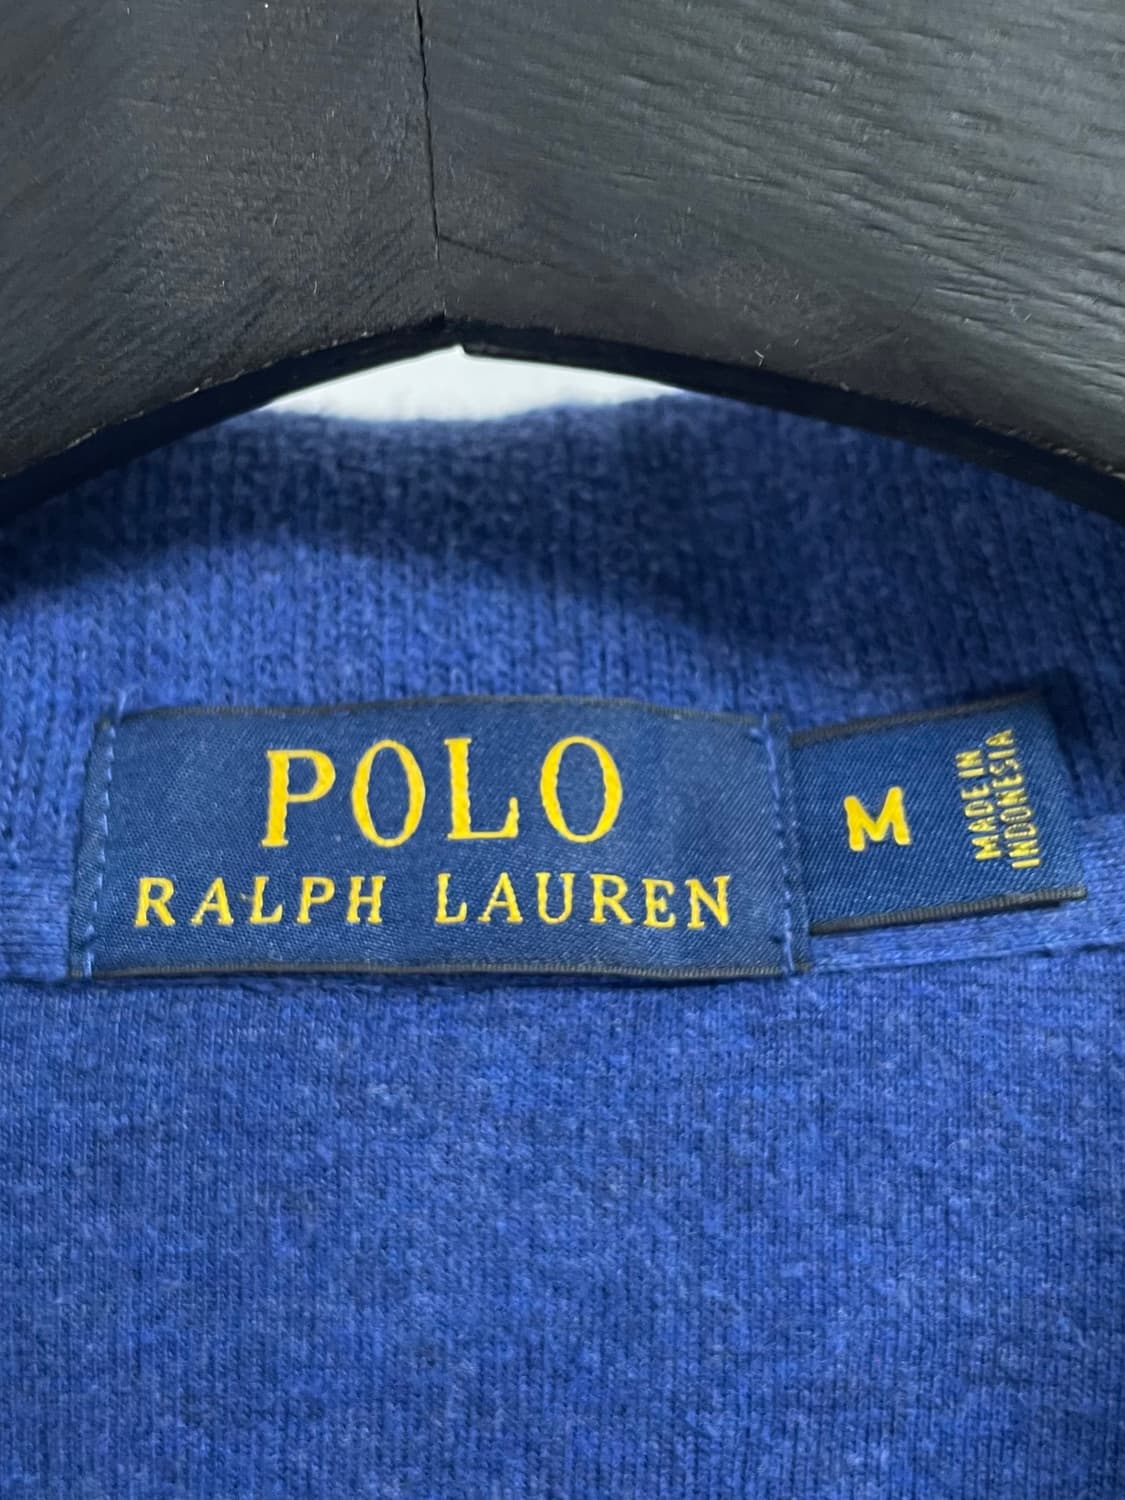 POLO
RALPH LAUREN
M
MADE IN
INDONESIA